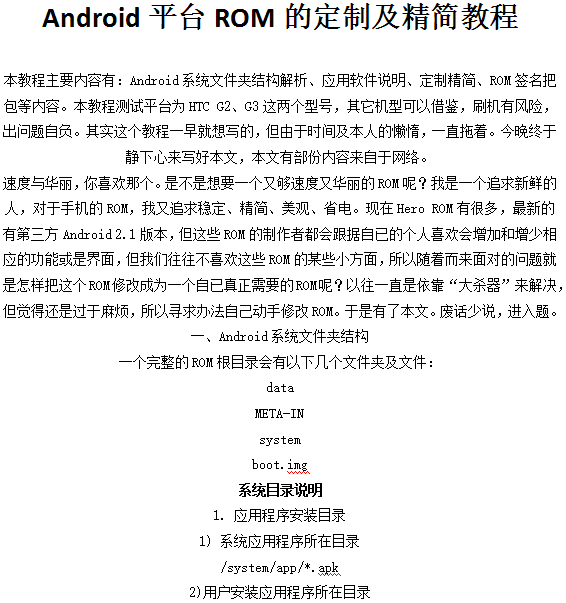 Android 平台 ROM 的定制及精简教程
本教程主要内容有：Android 系统文件夹结构解析、应用软件说明、定制精简、ROM 签名把
包等内容。本教程测试平台为 HTC G2、G3 这两个型号，其它机型可以借鉴，刷机有风险，
出问题自负。其实这个教程一早就想写的，但由于时间及本人的懒惰，一直拖着。今晚终于
静下心来写好本文，本文有部份内容来自于网络。
速度与华丽，你喜欢那个。是不是想要一个又够速度又华丽的 ROM 呢？我是一个追求新鲜的
人，对于手机的 ROM，我又追求稳定、精简、美观、省电。现在 Hero ROM 有很多，最新的
有第三方 Android 2.1 版本，但这些 ROM 的制作者都会跟据自已的个人喜欢会增加和增少相
应的功能或是界面，但我们往往不喜欢这些 ROM 的某些小方面，所以随着而来面对的问题就
是怎样把这个 ROM 修改成为一个自已真正需要的 ROM 呢？以往一直是依靠“大杀器”来解决，
但觉得还是过于麻烦，所以寻求办法自己动手修改 ROM。于是有了本文。废话少说，进入题。
一、Android 系统文件夹结构
一个完整的 ROM 根目录会有以下几个文件夹及文件：
data
META-IN
system
boot.img
系统目录说明
1. 应用程序安装目录
1) 系统应用程序所在目录
/system/app/*.apk
2)用户安装应用程序所在目录